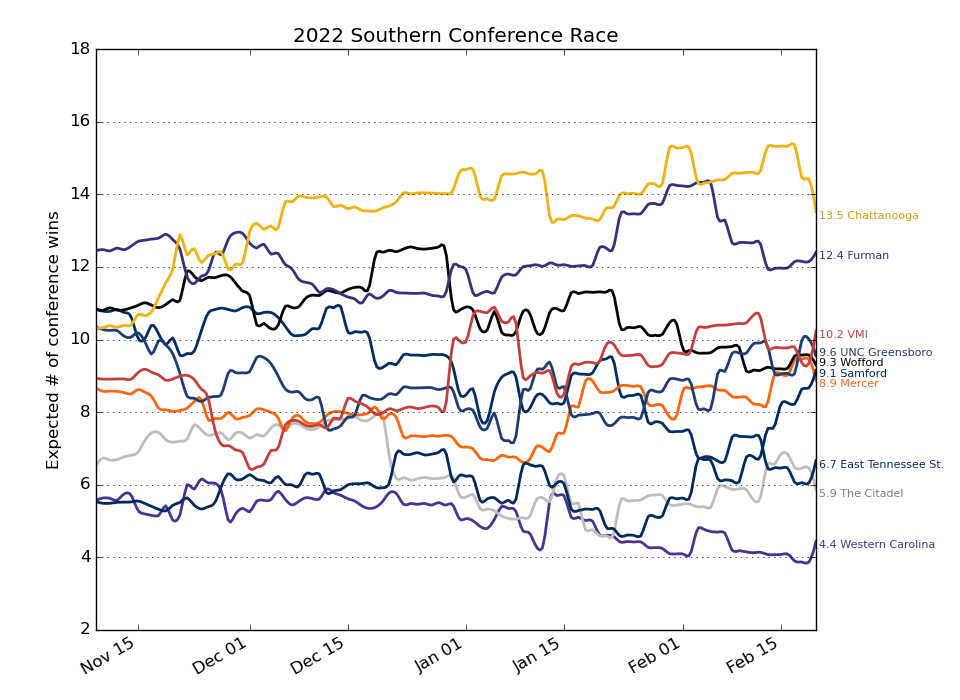 2022 Southern Conference Race
Expected # of conference wins
18
16
14
12
10
8
6
4
2
13.5 Chattanooga
12.4 Furman
10.2 VMI
9.6 UNC Greensboro
9.3 Wofford
9.1 Samford
8.9 Mercer
6.7 East Tennessee St.
5.9 The Citadel
4.4 Western Carolina
Nov 15
Dec 01
Dec 15
Jan 01
Jan 15
Feb 01
Feb 15